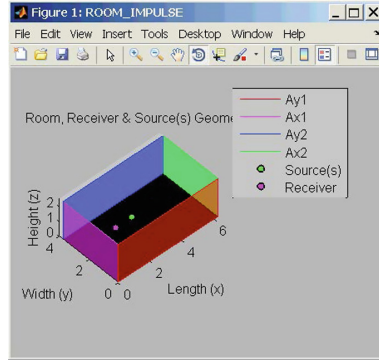 Figure 1: ROOM_IMPULSE
File Edit View Insert Tools Desktop Window Help
Room, Receiver & Source(s) Geome
Ay1
Ax1
Ay2
Ax2
Source(s)
Receiver
Height (z)
2
1
0
4
2
0
Width (y)
0
2
4
6
Length (x)